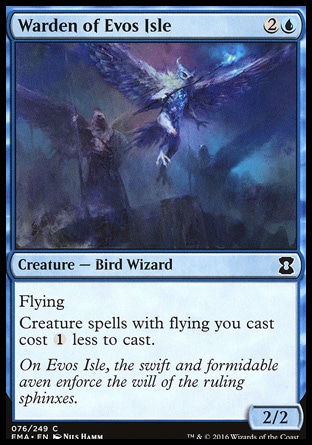 Warden of Evos Isle 2
Creature — Bird Wizard
Flying
Creature spells with flying you cast
cost 1 less to cast.
On Evos Isle, the swift and formidable
aven enforce the will of the ruling
sphinxes.
2/2
076/249 C
EMA • EN Nils Hamm ™ & © 2016 Wizards of the Coast